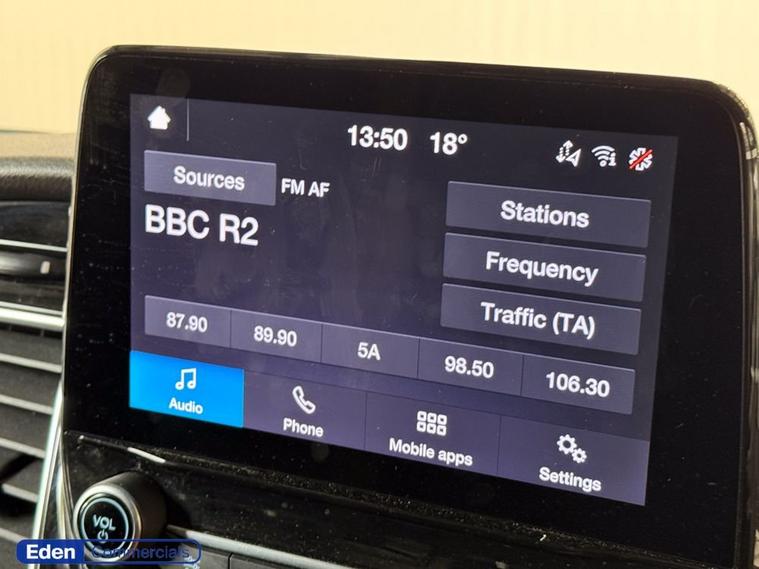 13:50 18°
Sources FM AF
BBC R2
Stations
Frequency
Traffic (TA)
87.90 89.90 5A 98.50 106.30
Audio Phone Mobile apps Settings
VOL
Eden Commercials